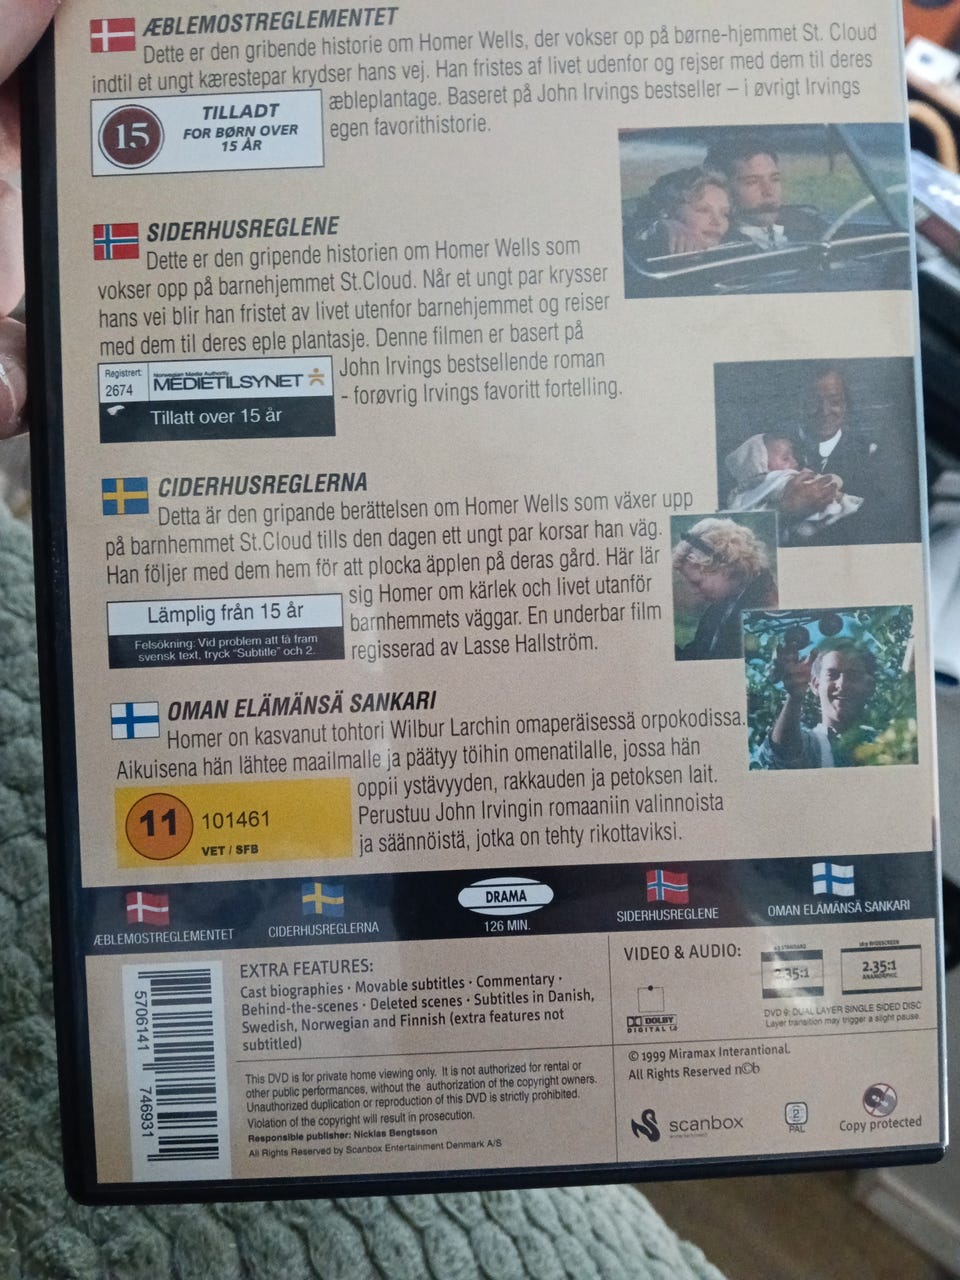 ÆBLEMOSTREGLEMENTET
Dette er den gribende historie om Homer Wells, der vokser op på børne-hjemmet St. Cloud
indtil et ungt kærestepar krydser hans vej. Han fristes af livet udenfor og rejser med dem til deres
æbleplantage. Baseret på John Irvings bestseller – i øvrigt Irvings
egen favorithistorie.
15
TILLADT
FOR BØRN OVER
15 ÅR
SIDERHUSREGLENE
Dette er den gripende historien om Homer Wells som
vokser opp på barnehjemmet St.Cloud. Når et ungt par krysser
hans vei blir han fristet av livet utenfor barnehjemmet og reiser
med dem til deres eple plantasje. Denne filmen er basert på
John Irvings bestsellende roman
- forøvrig Irvings favoritt fortelling.
Registrert:
2674
Norwegian Media Authority
MEDIETILSYNET
Tillatt over 15 år
CIDERHUSREGLERNA
Detta är den gripande berättelsen om Homer Wells som växer upp
på barnhemmet St.Cloud tills den dagen ett ungt par korsar han väg.
Han följer med dem hem för att plocka äpplen på deras gård. Här lär
sig Homer om kärlek och livet utanför
barnhemmets väggar. En underbar film
regisserad av Lasse Hallström.
Lämplig från 15 år
Felsökning: Vid problem att få fram
svensk text, tryck "Subtitle" och 2.
OMAN ELÄMÄNSÄ SANKARI
Homer on kasvanut tohtori Wilbur Larchin omaperäisessä orpokodissa.
Aikuisena hän lähtee maailmalle ja päätyy töihin omenatilalle, jossa hän
oppii ystävyyden, rakkauden ja petoksen lait.
Perustuu John Irvingin romaaniin valinnoista
ja säännöistä, jotka on tehty rikottaviksi.
11
101461
VET / SFB
ÆBLEMOSTREGLEMENTET
CIDERHUSREGLERNA
DRAMA
126 MIN.
SIDERHUSREGLENE
OMAN ELÄMÄNSÄ SANKARI
5706141 746931
EXTRA FEATURES:
Cast biographies · Movable subtitles · Commentary ·
Behind-the-scenes · Deleted scenes · Subtitles in Danish,
Swedish, Norwegian and Finnish (extra features not
subtitled)
This DVD is for private home viewing only. It is not authorized for rental or
other public performances, without the authorization of the copyright owners.
Unauthorized duplication or reproduction of this DVD is strictly prohibited.
Violation of the copyright will result in prosecution.
Responsible publisher: Nicklas Bengtsson
All Rights Reserved by Scanbox Entertainment Denmark A/S
VIDEO & AUDIO:
DOLBY
DIGITAL 1.0
4:3 STANDARD
2.35:1
16:9 WIDESCREEN
2.35:1
ANAMORPHIC
DVD 9: DUAL LAYER SINGLE SIDED DISC
Layer transition may trigger a slight pause.
© 1999 Miramax Interantional.
All Rights Reserved n©b
scanbox
2
PAL
Copy protected